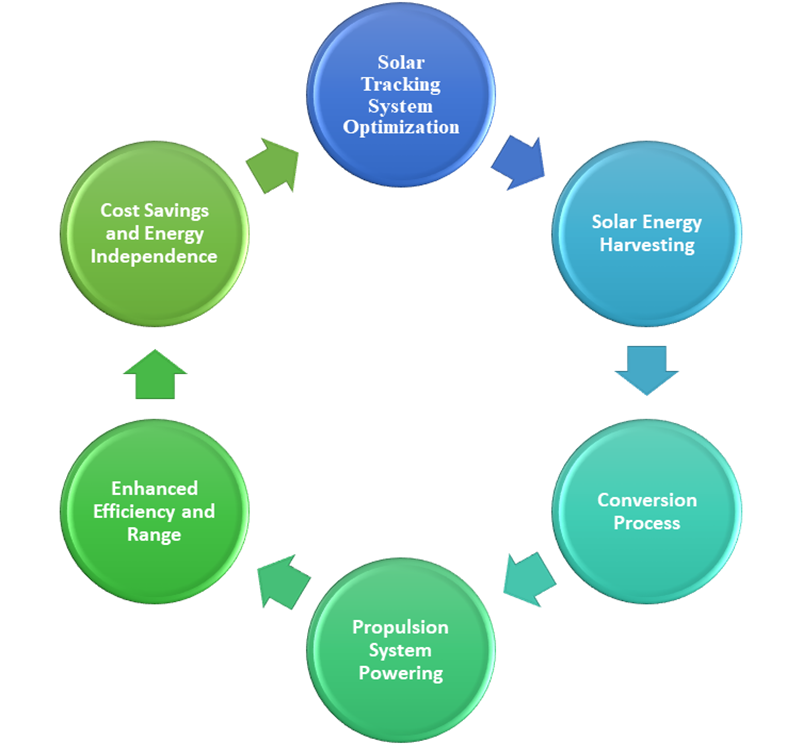 Solar
Tracking
System
Optimization
Solar Energy
Harvesting
Conversion
Process
Propulsion
System
Powering
Enhanced
Efficiency and
Range
Cost Savings
and Energy
Independence